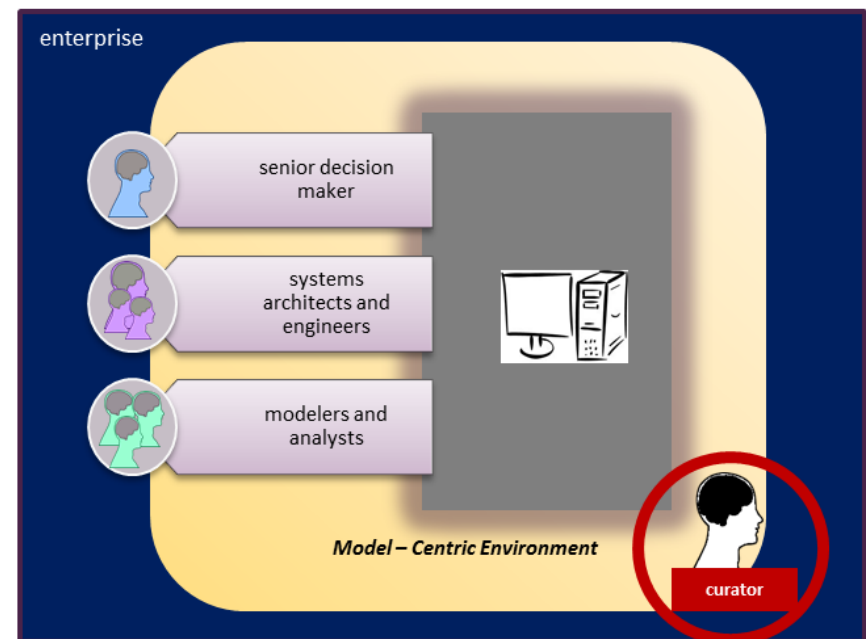 enterprise
senior decision
maker
systems
architects and
engineers
modelers and
analysts
Model – Centric Environment
curator